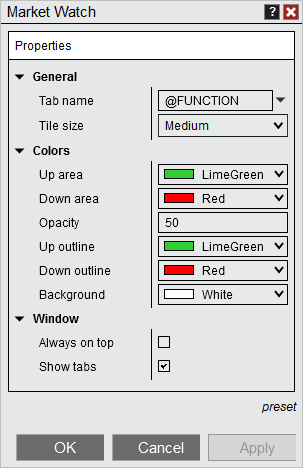 Market Watch ?
Properties
General
Tab name @FUNCTION
Tile size Medium
Colors
Up area LimeGreen
Down area Red
Opacity 50
Up outline LimeGreen
Down outline Red
Background White
Window
Always on top
Show tabs
preset
OK Cancel Apply